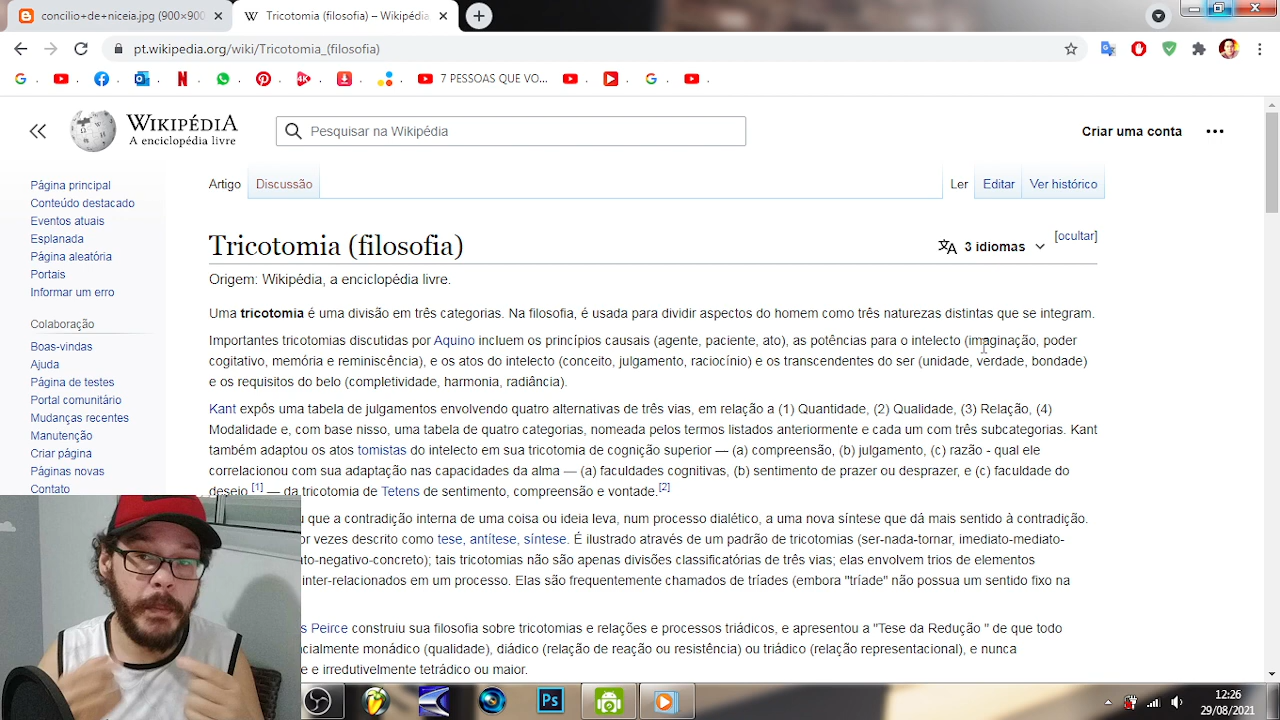 concilio+de+niceia.jpg (900×900
Tricotomia (filosofia) – Wikipédia
pt.wikipedia.org/wiki/Tricotomia_(filosofia)
7 PESSOAS QUE VO...
WIKIPÉDIA
A enciclopédia livre
Pesquisar na Wikipédia
Criar uma conta
Página principal
Conteúdo destacado
Eventos atuais
Esplanada
Página aleatória
Portais
Informar um erro
Colaboração
Boas-vindas
Ajuda
Página de testes
Portal comunitário
Mudanças recentes
Manutenção
Criar página
Páginas novas
Contato
Artigo Discussão Ler Editar Ver histórico
[ocultar]
Tricotomia (filosofia) 3 idiomas
Origem: Wikipédia, a enciclopédia livre.
Uma tricotomia é uma divisão em três categorias. Na filosofia, é usada para dividir aspectos do homem como três naturezas distintas que se integram.
Importantes tricotomias discutidas por Aquino incluem os princípios causais (agente, paciente, ato), as potências para o intelecto (imaginação, poder
cogitativo, memória e reminiscência), e os atos do intelecto (conceito, julgamento, raciocínio) e os transcendentes do ser (unidade, verdade, bondade)
e os requisitos do belo (completividade, harmonia, radiância).
Kant expôs uma tabela de julgamentos envolvendo quatro alternativas de três vias, em relação a (1) Quantidade, (2) Qualidade, (3) Relação, (4)
Modalidade e, com base nisso, uma tabela de quatro categorias, nomeada pelos termos listados anteriormente e cada um com três subcategorias. Kant
também adaptou os atos tomistas do intelecto em sua tricotomia de cognição superior — (a) compreensão, (b) julgamento, (c) razão - qual ele
correlacionou com sua adaptação nas capacidades da alma — (a) faculdades cognitivas, (b) sentimento de prazer ou desprazer, e (c) faculdade do
desejo [1] — da tricotomia de Tetens de sentimento, compreensão e vontade.[2]
que a contradição interna de uma coisa ou ideia leva, num processo dialético, a uma nova síntese que dá mais sentido à contradição.
vezes descrito como tese, antítese, síntese. É ilustrado através de um padrão de tricotomias (ser-nada-tornar, imediato-mediato-
-negativo-concreto); tais tricotomias não são apenas divisões classificatórias de três vias; elas envolvem trios de elementos
inter-relacionados em um processo. Elas são frequentemente chamados de tríades (embora "tríade" não possua um sentido fixo na
Peirce construiu sua filosofia sobre tricotomias e relações e processos triádicos, e apresentou a "Tese da Redução " de que todo
monádico (qualidade), diádico (relação de reação ou resistência) ou triádico (relação representacional), e nunca
e irredutivelmente tetrádico ou maior.
Ps
12:26
29/08/2021